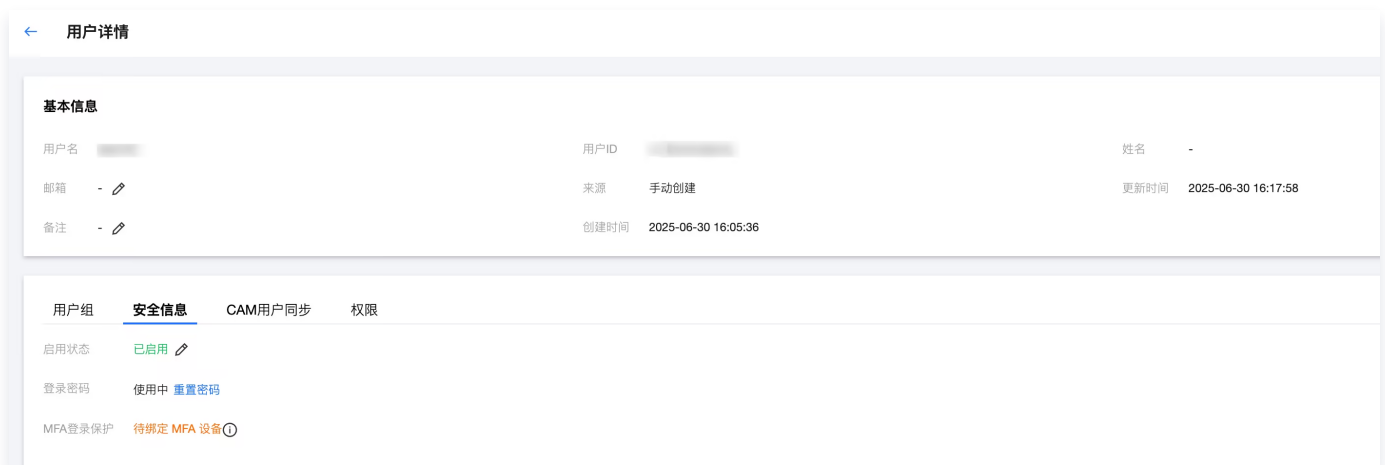 用户详情
基本信息
用户名 用户ID 姓名 -
邮箱 - 来源 手动创建 更新时间 2025-06-30 16:17:58
备注 - 创建时间 2025-06-30 16:05:36
用户组 安全信息 CAM用户同步 权限
启用状态 已启用
登录密码 使用中 重置密码
MFA登录保护 待绑定 MFA 设备